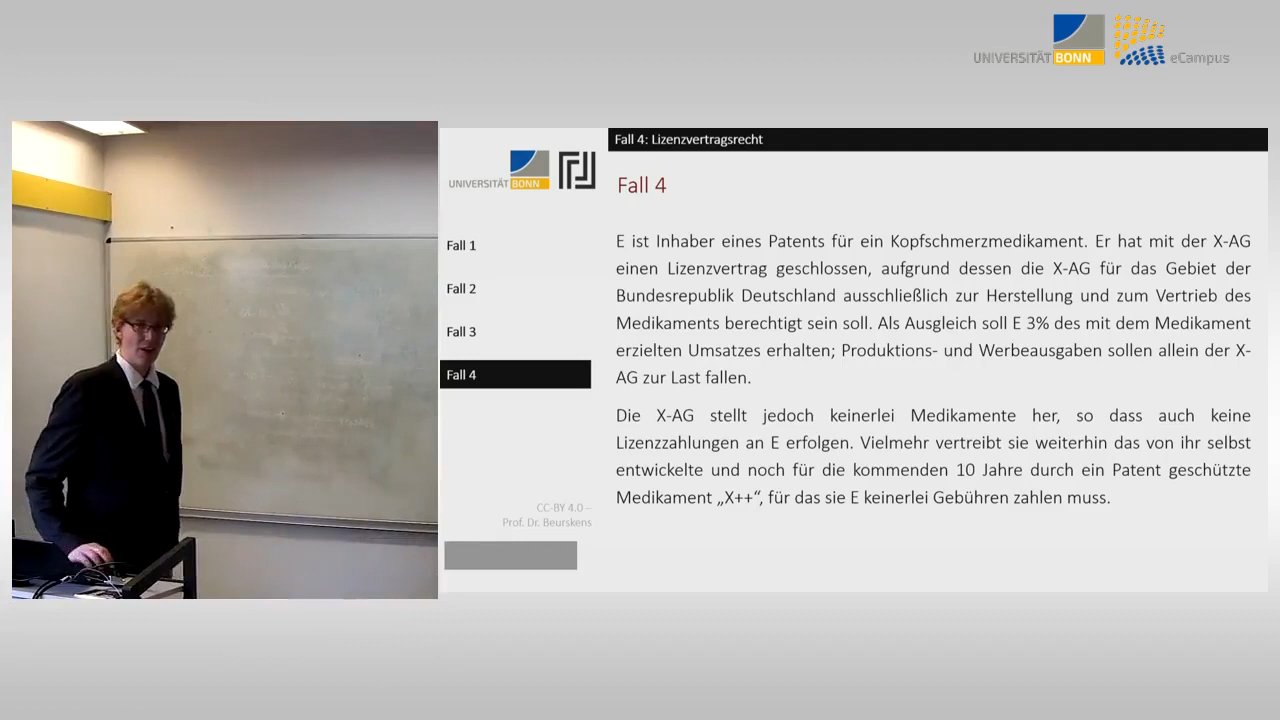 UNIVERSITÄT BONN eCampus
UNIVERSITÄT BONN
Fall 1
Fall 2
Fall 3
Fall 4
CC-BY 4.0 –
Prof. Dr. Beurskens
Fall 4: Lizenzvertragsrecht
Fall 4
E ist Inhaber eines Patents für ein Kopfschmerzmedikament. Er hat mit der X-AG
einen Lizenzvertrag geschlossen, aufgrund dessen die X-AG für das Gebiet der
Bundesrepublik Deutschland ausschließlich zur Herstellung und zum Vertrieb des
Medikaments berechtigt sein soll. Als Ausgleich soll E 3% des mit dem Medikament
erzielten Umsatzes erhalten; Produktions- und Werbeausgaben sollen allein der X-
AG zur Last fallen.
Die X-AG stellt jedoch keinerlei Medikamente her, so dass auch keine
Lizenzzahlungen an E erfolgen. Vielmehr vertreibt sie weiterhin das von ihr selbst
entwickelte und noch für die kommenden 10 Jahre durch ein Patent geschützte
Medikament „X++“, für das sie E keinerlei Gebühren zahlen muss.